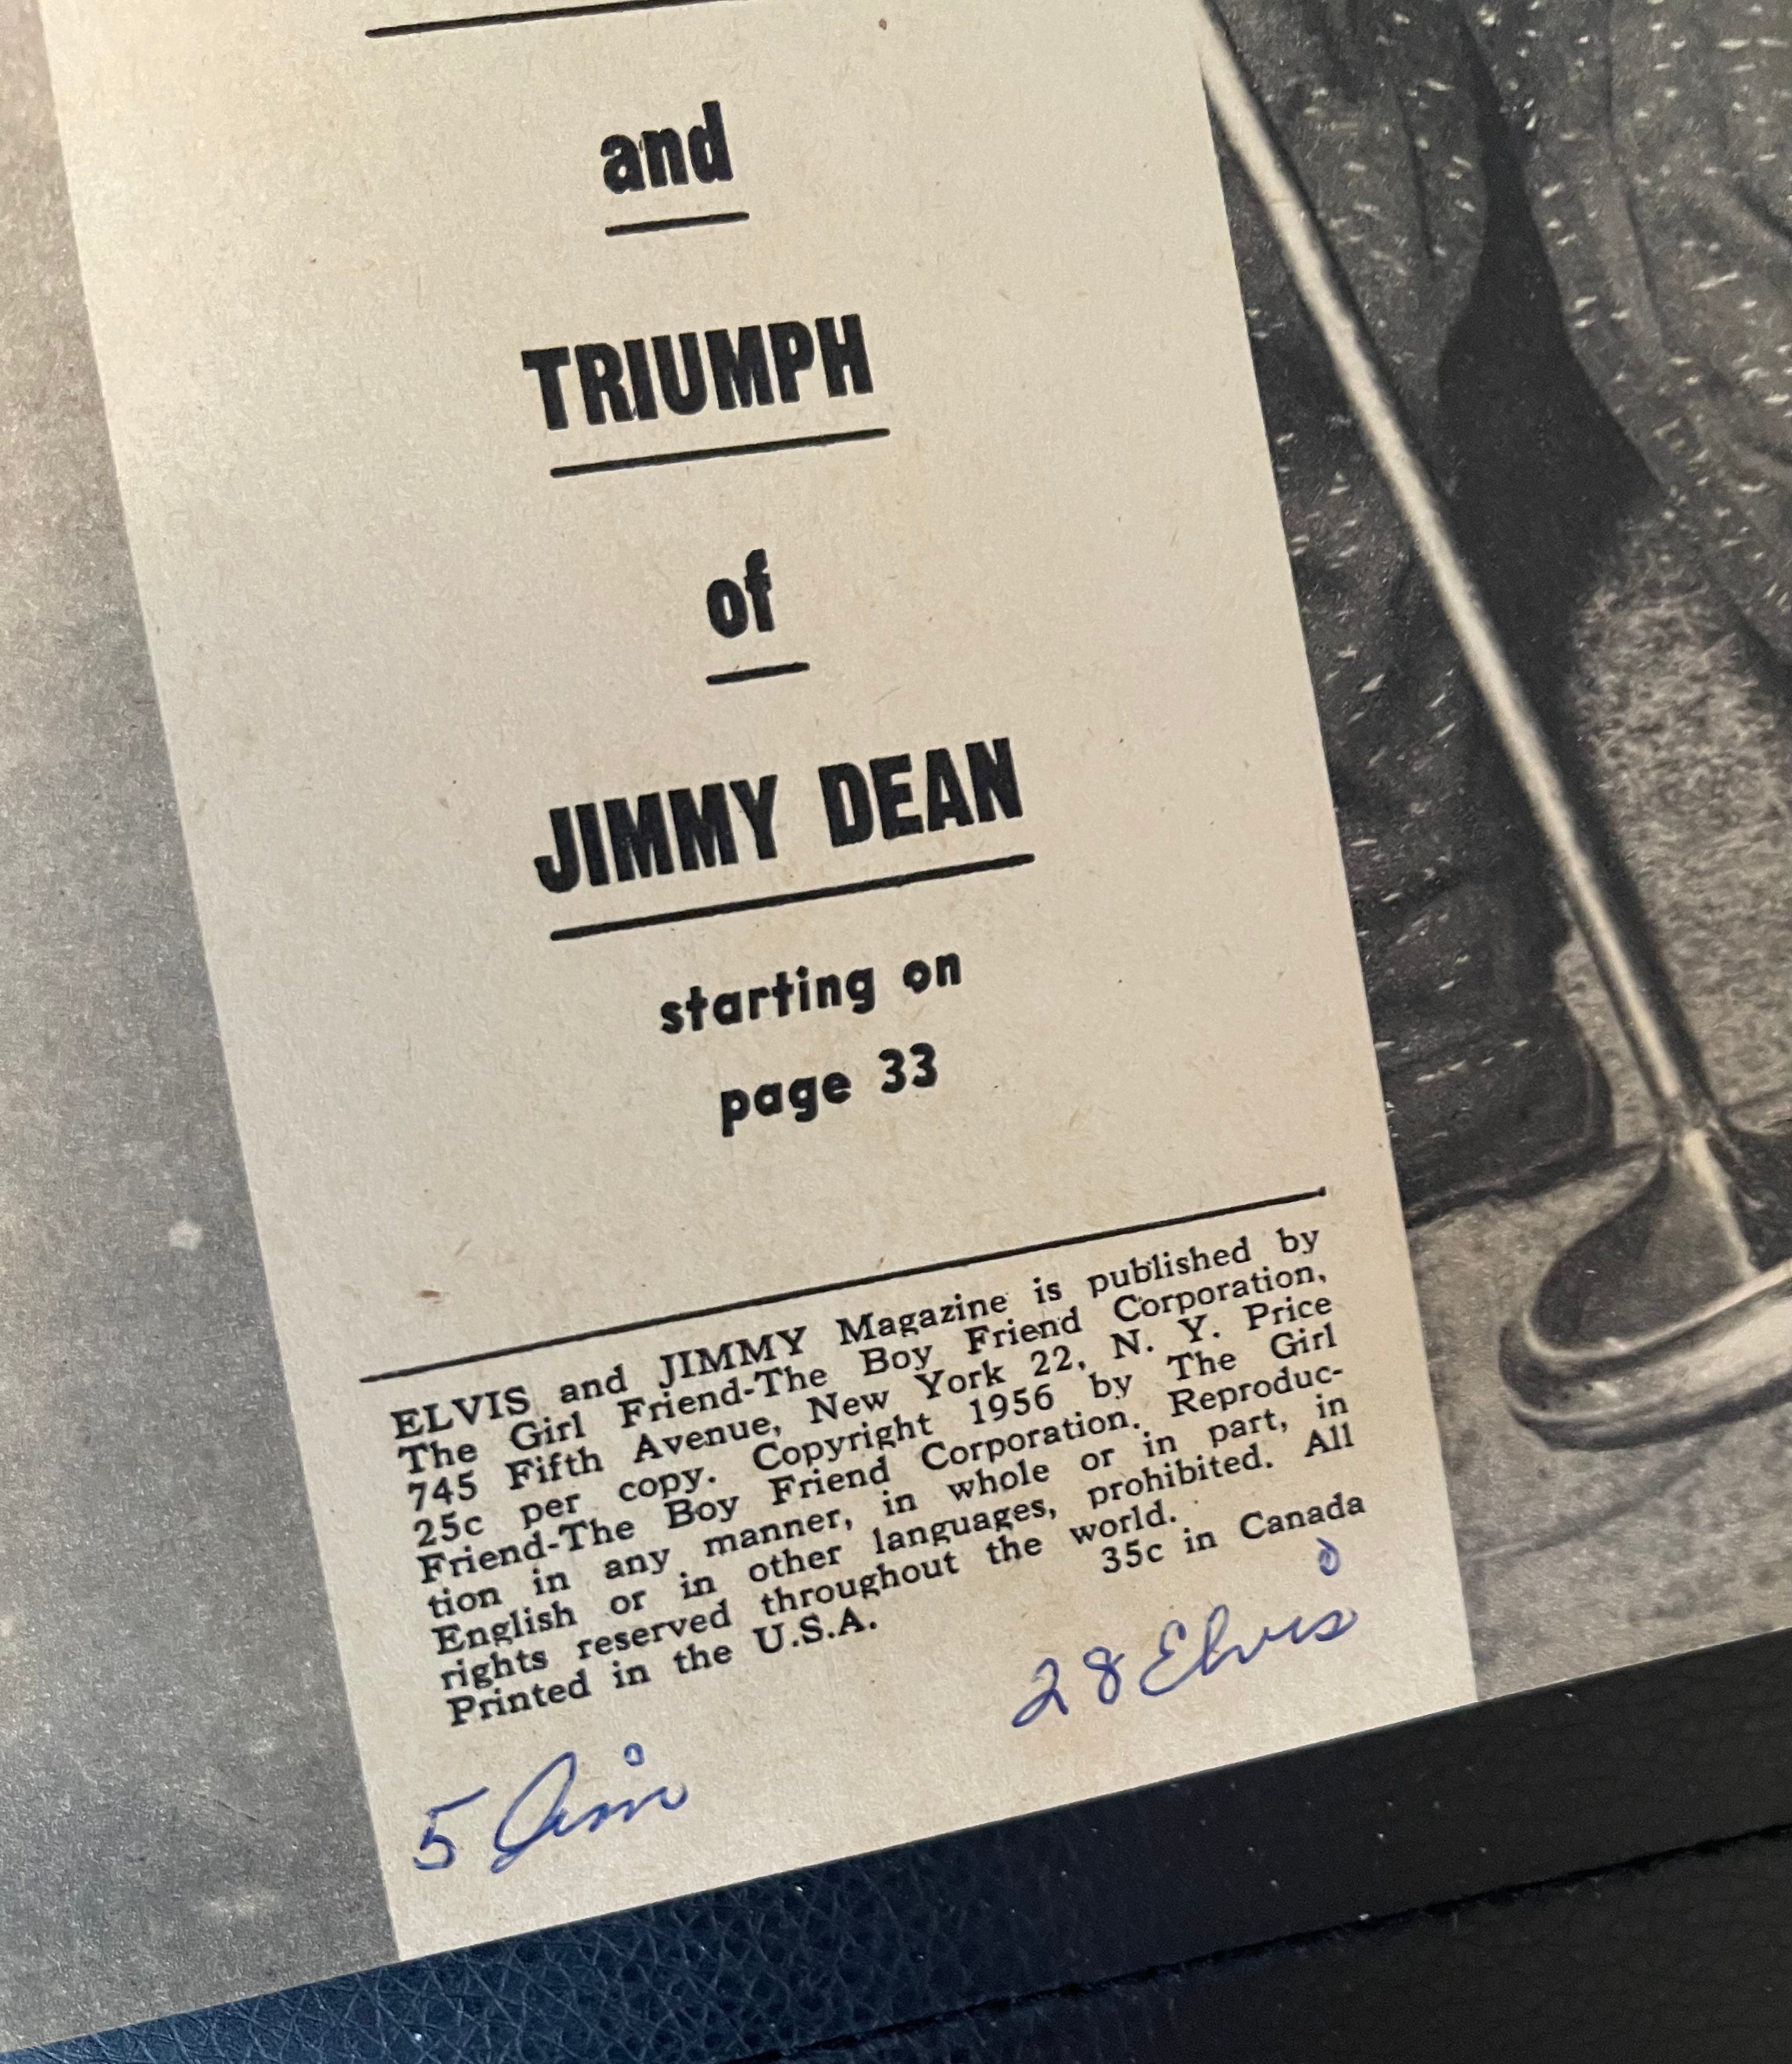 and
TRIUMPH
of
JIMMY DEAN
starting on
page 33
ELVIS and JIMMY Magazine is published by
The Girl Friend-The Boy Friend Corporation,
745 Fifth Avenue, New York 22, N. Y. Price
25c per copy. Copyright 1956 by The Girl
Friend-The Boy Friend Corporation. Reproduc-
tion in any manner, in whole or in part, in
English or in other languages, prohibited. All
rights reserved throughout the world.
Printed in the U.S.A. 35c in Canada
28 Elvis
5 Jim